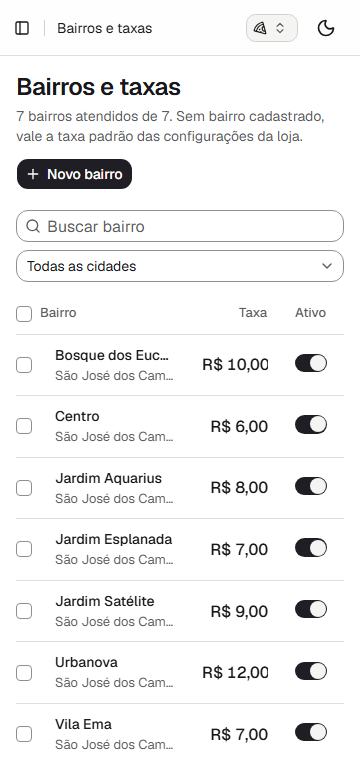 Bairros e taxas
Bairros e taxas
7 bairros atendidos de 7. Sem bairro cadastrado,
vale a taxa padrão das configurações da loja.
Novo bairro
Buscar bairro
Todas as cidades
Bairro Taxa Ativo
Bosque dos Euc... R$ 10,00
São José dos Cam...
Centro R$ 6,00
São José dos Cam...
Jardim Aquarius R$ 8,00
São José dos Cam...
Jardim Esplanada R$ 7,00
São José dos Cam...
Jardim Satélite R$ 9,00
São José dos Cam...
Urbanova R$ 12,00
São José dos Cam...
Vila Ema R$ 7,00
São José dos Cam...